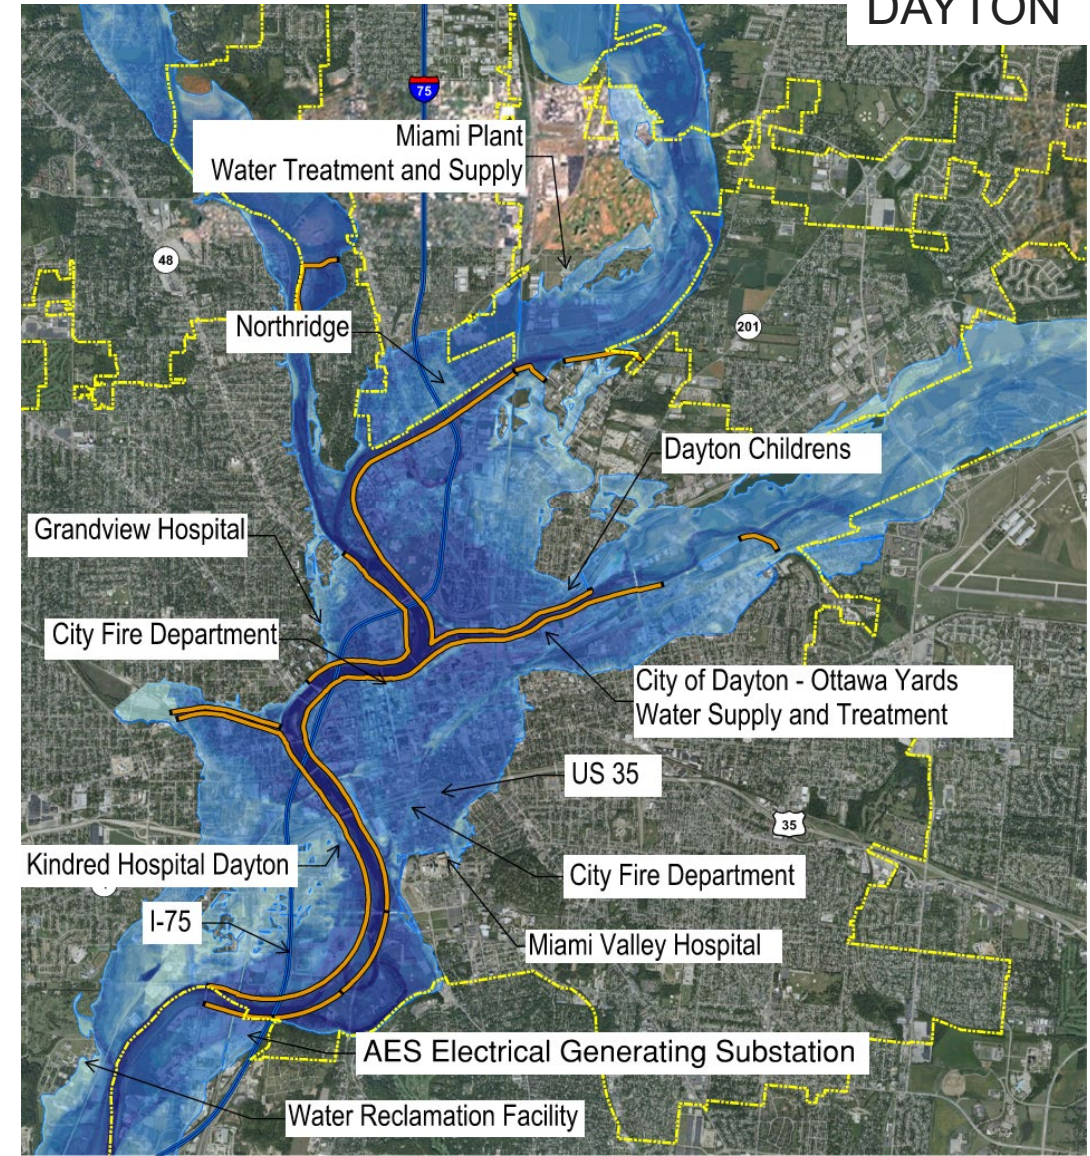 DAYTON
75
Miami Plant
Water Treatment and Supply
48
Northridge
201
Dayton Childrens
Grandview Hospital
City Fire Department
City of Dayton - Ottawa Yards
Water Supply and Treatment
US 35
35
Kindred Hospital Dayton
City Fire Department
I-75
Miami Valley Hospital
AES Electrical Generating Substation
Water Reclamation Facility